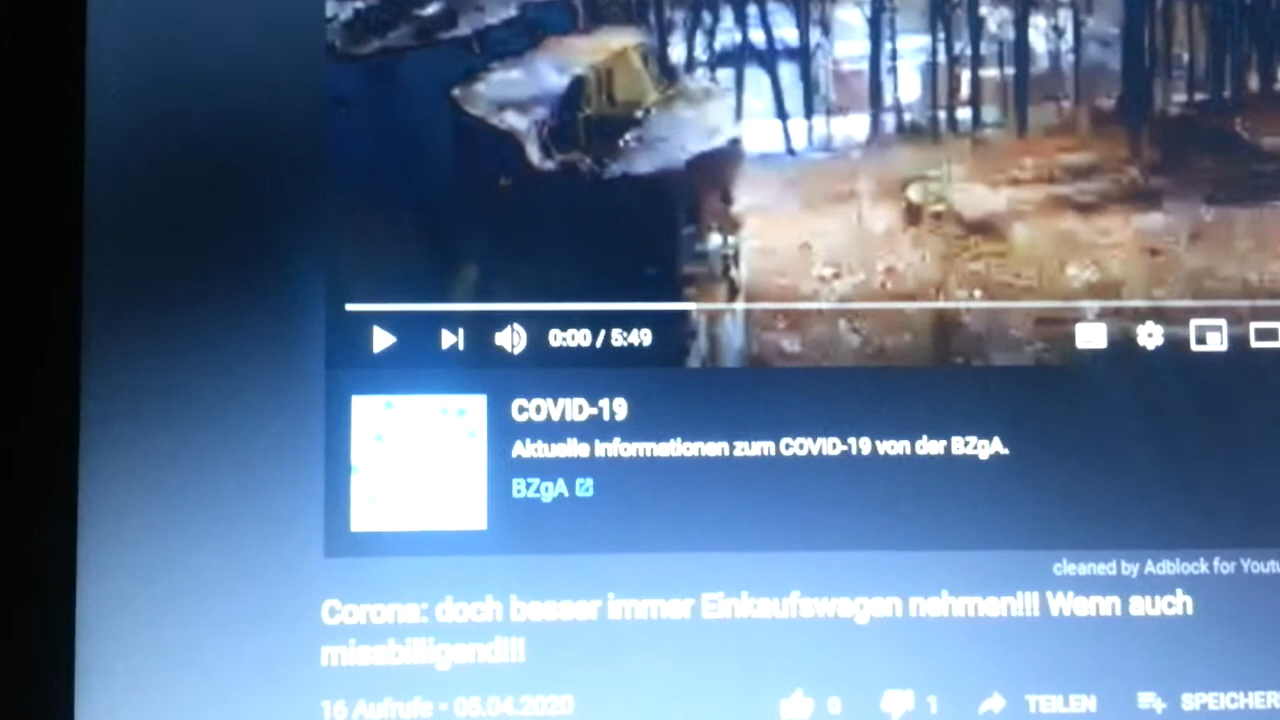 0:00 / 5:49
COVID-19
Aktuelle Informationen zum COVID-19 von der BZgA.
BZgA
cleaned by Adblock for Youtu
Corona: doch besser immer Einkaufswagen nehmen!!! Wenn auch
missbilligend!!!
16 Aufrufe • 05.04.2020 0 1 TEILEN SPEICHER